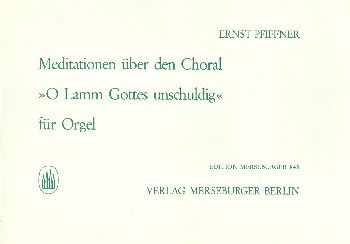 ERNST PFIFFNER
Meditationen über den Choral
»O Lamm Gottes unschuldig«
für Orgel
EDITION MERSEBURGER 845
VERLAG MERSEBURGER BERLIN